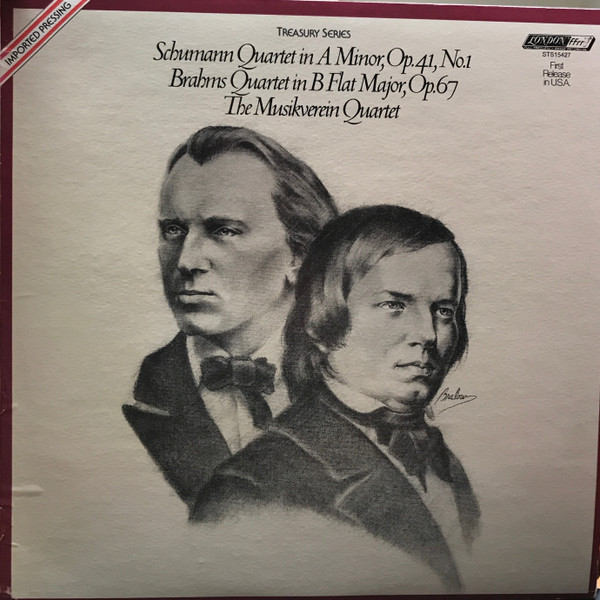 IMPORTED PRESSING
TREASURY SERIES
Schumann Quartet in A Minor, Op.41, No.1
Brahms Quartet in B Flat Major, Op.67
The Musikverein Quartet
LONDON ffrr
STS15427
First
Release
in U.S.A.